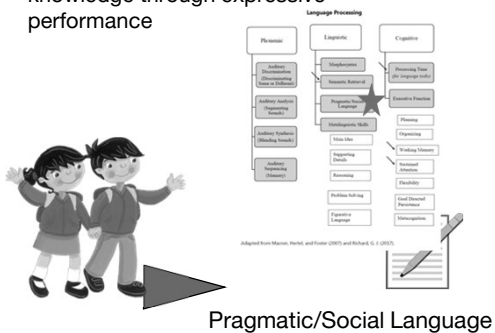 knowledge through expressive
performance
Language Processing
Phonemic
Linguistic
Cognitive
Auditory
Discrimination
(Discriminating
Same or Different)
Auditory Analysis
(Segmenting
Sounds)
Auditory Synthesis
(Blending Sounds)
Auditory
Sequencing
(Memory)
Morphosyntax
Semantic Retrieval
Pragmatic/Social
Language
Metalinguistic Skills
Main Idea
Supporting
Details
Reasoning
Problem Solving
Figurative
Language
Processing Time
(for language tasks)
Executive Function
Planning
Organizing
Working Memory
Sustained
Attention
Flexibility
Goal Directed
Persistence
Metacognition
Adapted from Macoir, Hertel, and Foster (2007) and Richard, G. J. (2017).
Pragmatic/Social Language